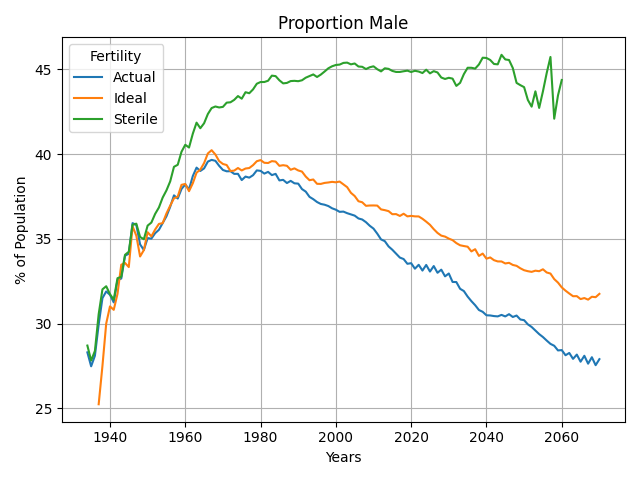 Proportion Male
Fertility
Actual
Ideal
Sterile
% of Population
45
40
35
30
25
1940 1960 1980 2000 2020 2040 2060
Years